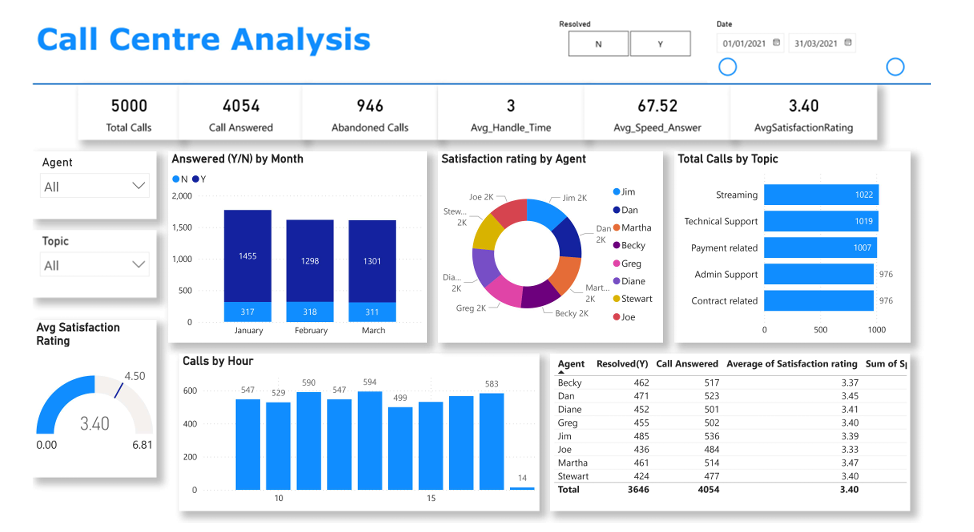 Call Centre Analysis
Resolved
N Y
Date
01/01/2021 31/03/2021
5000
Total Calls
4054
Call Answered
946
Abandoned Calls
3
Avg_Handle_Time
67.52
Avg_Speed_Answer
3.40
AvgSatisfactionRating
Agent
All
Topic
All
Avg Satisfaction
Rating
4.50
3.40
0.00 6.81
Answered (Y/N) by Month
N Y
2,000
1,500
1,000
500
0
1455 1298 1301
317 318 311
January February March
Satisfaction rating by Agent
Joe 2K
Jim 2K
Stew...
2K
Dan
2K
Dia...
2K
Mart...
2K
Greg 2K
Becky 2K
Jim
Dan
Martha
Becky
Greg
Diane
Stewart
Joe
Total Calls by Topic
Streaming 1022
Technical Support 1019
Payment related 1007
Admin Support 976
Contract related 976
0 500 1000
Calls by Hour
600
400
200
0
547 529 590 547 594 499 583 14
10 15
Agent Resolved(Y) Call Answered Average of Satisfaction rating Sum of Sp
Becky 462 517 3.37
Dan 471 523 3.45
Diane 452 501 3.41
Greg 455 502 3.40
Jim 485 536 3.39
Joe 436 484 3.33
Martha 461 514 3.47
Stewart 424 477 3.40
Total 3646 4054 3.40